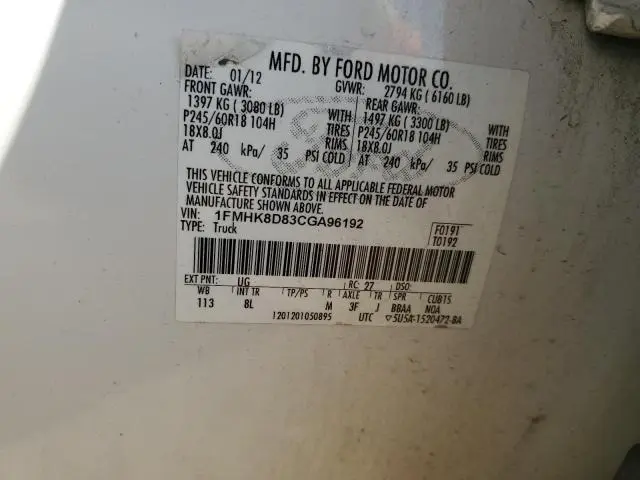 MFD. BY FORD MOTOR CO.
DATE: 01/12 GVWR: 2794 KG ( 6160 LB)
FRONT GAWR: REAR GAWR:
1397 KG ( 3080 LB) WITH 1497 KG ( 3300 LB) WITH
P245/60R18 104H TIRES P245/60R18 104H TIRES
18X8.0J RIMS 18X8.0J RIMS
AT 240 kPa/ 35 PSI COLD AT 240 kPa/ 35 PSI COLD
THIS VEHICLE CONFORMS TO ALL APPLICABLE FEDERAL MOTOR
VEHICLE SAFETY STANDARDS IN EFFECT ON THE DATE OF
MANUFACTURE SHOWN ABOVE.
VIN: 1FMHK8D83CGA96192 F0191
TYPE: Truck T0192
EXT PNT: UG RC: 27 DSO:
WB INT TR TP/PS R AXLE TR SPR CUB15
113 8L M 3F J BBAA NOA
1201201050895 UTC ▽5U5A-1520472-BA